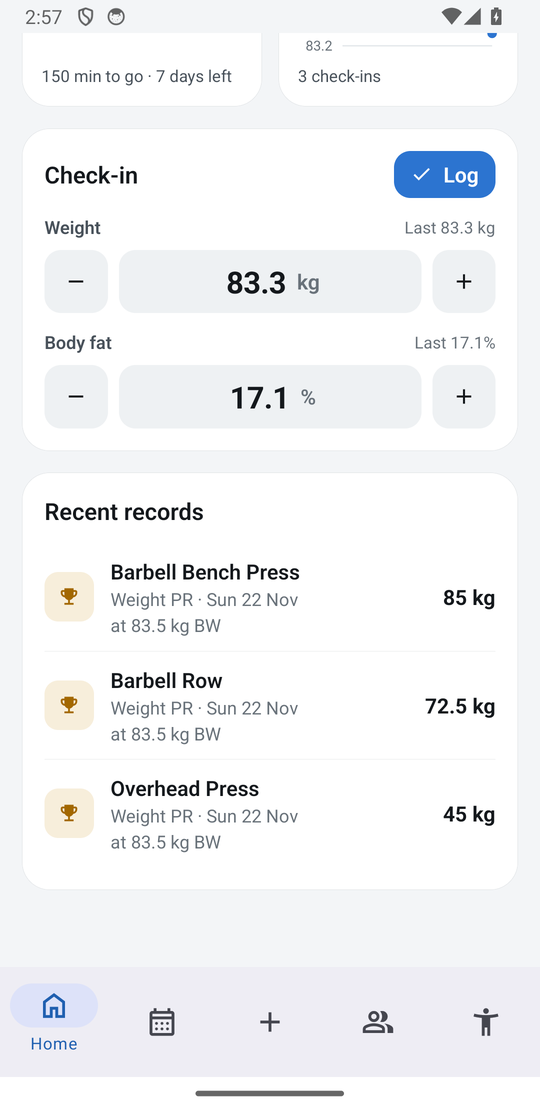 2:57
83.2
150 min to go · 7 days left
3 check-ins
Check-in
Log
Weight
Last 83.3 kg
83.3 kg
Body fat
Last 17.1%
17.1 %
Recent records
Barbell Bench Press
Weight PR · Sun 22 Nov
at 83.5 kg BW
85 kg
Barbell Row
Weight PR · Sun 22 Nov
at 83.5 kg BW
72.5 kg
Overhead Press
Weight PR · Sun 22 Nov
at 83.5 kg BW
45 kg
Home